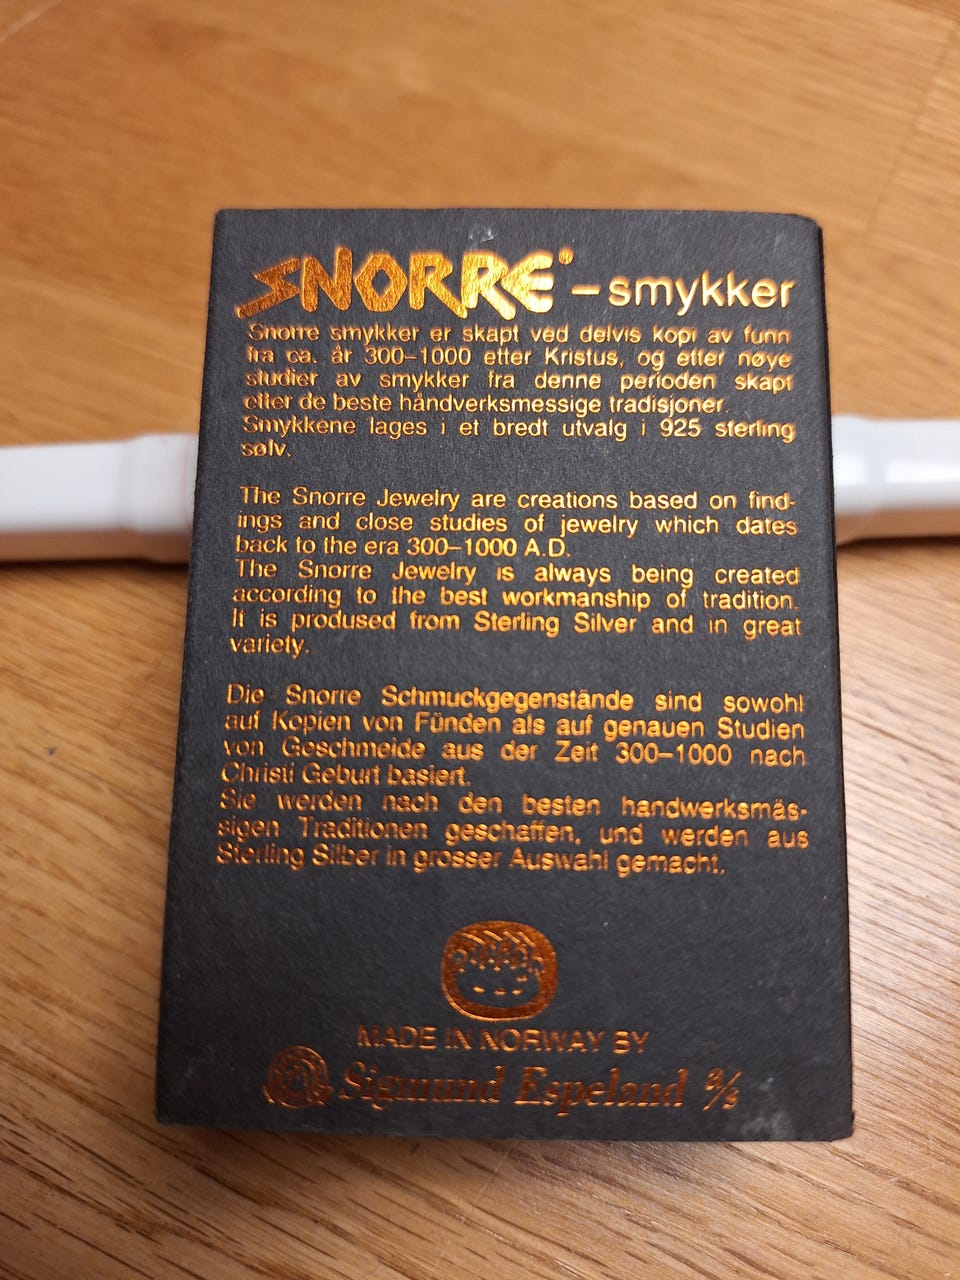 SNORRE® – smykker
Snorre smykker er skapt ved delvis kopi av funn
fra ca. år 300–1000 etter Kristus, og etter nøye
studier av smykker fra denne perioden skapt
etter de beste håndverksmessige tradisjoner.
Smykkene lages i et bredt utvalg i 925 sterling
sølv.
The Snorre Jewelry are creations based on find-
ings and close studies of jewelry which dates
back to the era 300–1000 A.D.
The Snorre Jewelry is always being created
according to the best workmanship of tradition.
It is prodused from Sterling Silver and in great
variety.
Die Snorre Schmuckgegenstände sind sowohl
auf Kopien von Fünden als auf genauen Studien
von Geschmeide aus der Zeit 300–1000 nach
Christi Geburt basiert.
Sie werden nach den besten handwerksmäs-
sigen Traditionen geschaffen, und werden aus
Sterling Silber in grosser Auswahl gemacht.
MADE IN NORWAY BY
Sigmund Espeland a/s